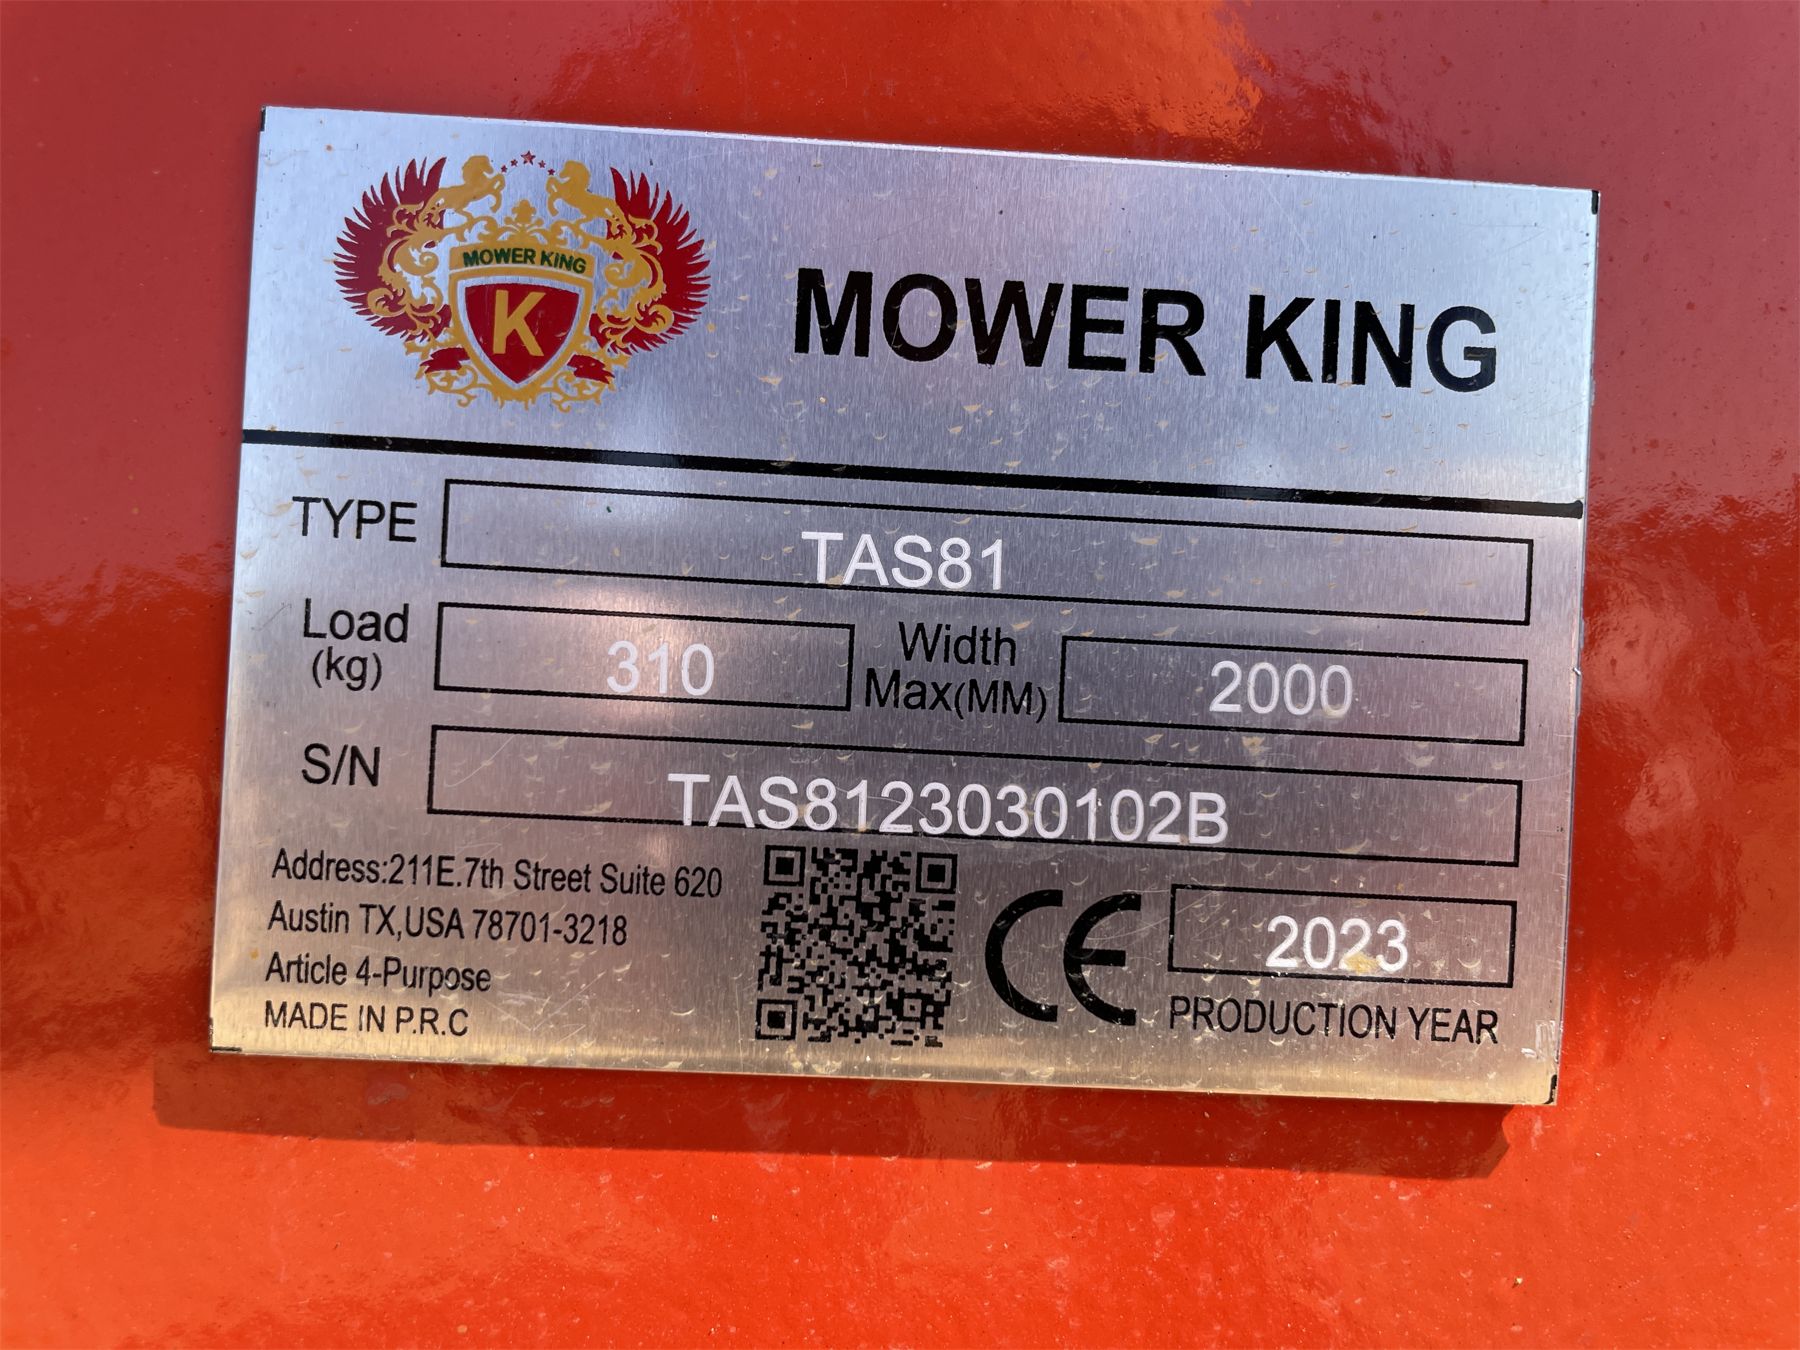 MOWER KING
K
MOWER KING
TYPE TAS81
Load (kg) 310 Width Max(MM) 2000
S/N TAS8123030102B
Address:211E.7th Street Suite 620
Austin TX,USA 78701-3218
Article 4-Purpose
MADE IN P.R.C
CE
2023
PRODUCTION YEAR